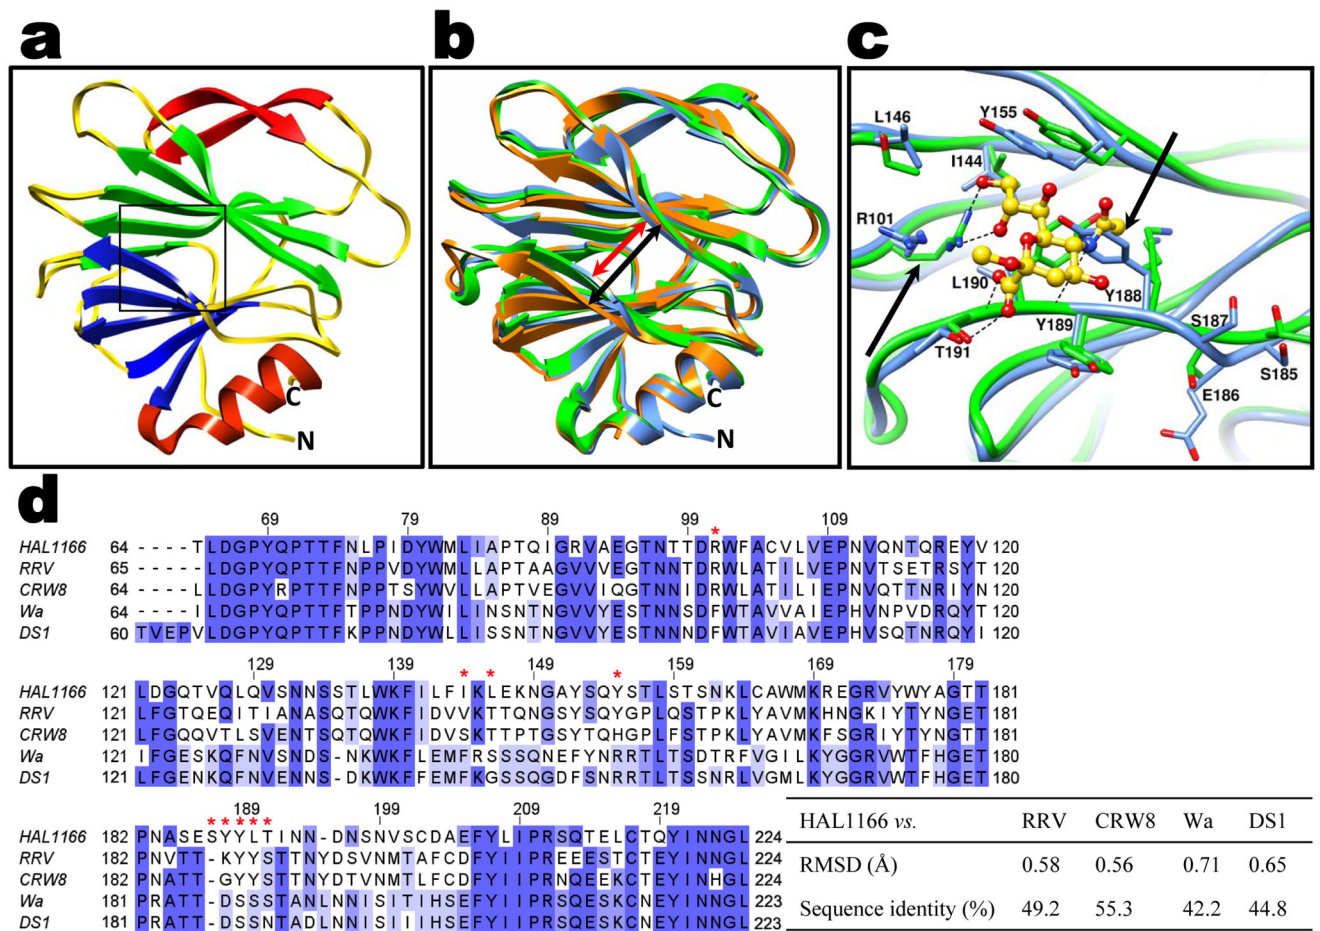 a
b
c
C
N
C
N
L146
Y155
I144
R101
L190
Y188
Y189
T191
S187
S185
E186
d
69 79 89 99 109
*
HAL1166 64 ----TLDGPYQPTTFNLPIDYWMLIAPTQIGRVAEGTNTTDRWFACVLVEPNVQNTQREYV 120
RRV 65 -----LDGPYQPTTFNPPVDYWMLLAPTAAGVVVEGTNNTDRWLATILVEPNVTSETRSYT 120
CRW8 64 ----LLDGPYRPTTFNPPTSYWVLLAPTVEGVVIQGTNNIDRWLATILIEPNVQTTNRIYN 120
Wa 64 ----ILDGPYQPTTFTPPNDYWILINSNTNGVVYESTNNSDFWTAVVAIEPHVNPVDRQYT 120
DS1 60 TVEPVLDGPYQPTTFKPPNDYWLLISSNTNGVVYESTNNNDFWTAVIAVEPHVSQTNRQYI 120
129 139 149 159 169 179
* * *
HAL1166 121 LDGQTVQLQVSNNSSTLWKFILFIKLEKNGAYSQYSTLSTSNKLCAWMKREGRVYWYAGTT 181
RRV 121 LFGTQEQITIANASQTQWKFIDVVKTTQNGSYSQYGPLQSTPKLYAVMKHNGKIYTYNGET 181
CRW8 121 LFGQQVTLSVENTSQTQWKFIDVSKTTPTGSYTQHGPLFSTPKLYAVMKFSGRIYTYNGTT 181
Wa 121 IFGESKQFNVSNDS-NKWKFLEMFRSSSQNEFYNRRTLTSDTRFVGILKYGGRVWTFHGET 180
DS1 121 LFGENKQFNVENNS-DKWKFFEMFKGSSQGDFSNRRTLTSSNRLVGMLKYGGRVWTFHGET 180
189 199 209 219
* * * * *
HAL1166 182 PNASESYYLTINN-DNSNVSCDAEFYLIPRSQTELCTQYINNGL 224
RRV 182 PNVTT-KYYSTTNYDSVNMTAFCDFYIIPREEESTCTEYINNGL 224
CRW8 182 PNATT-GYYSTTNYDTVNMTLFCDFYIIPRNQEEKCTEYINHGL 224
Wa 181 PRATT-DSSSTANLNNISITIHSEFYIIPRSQESKCNEYINNGL 223
DS1 181 PRATT-DSSNTADLNNISIIIHSEFYIIPRSQESKCNEYINNGL 223
HAL1166 vs. RRV CRW8 Wa DS1
RMSD (Å) 0.58 0.56 0.71 0.65
Sequence identity (%) 49.2 55.3 42.2 44.8